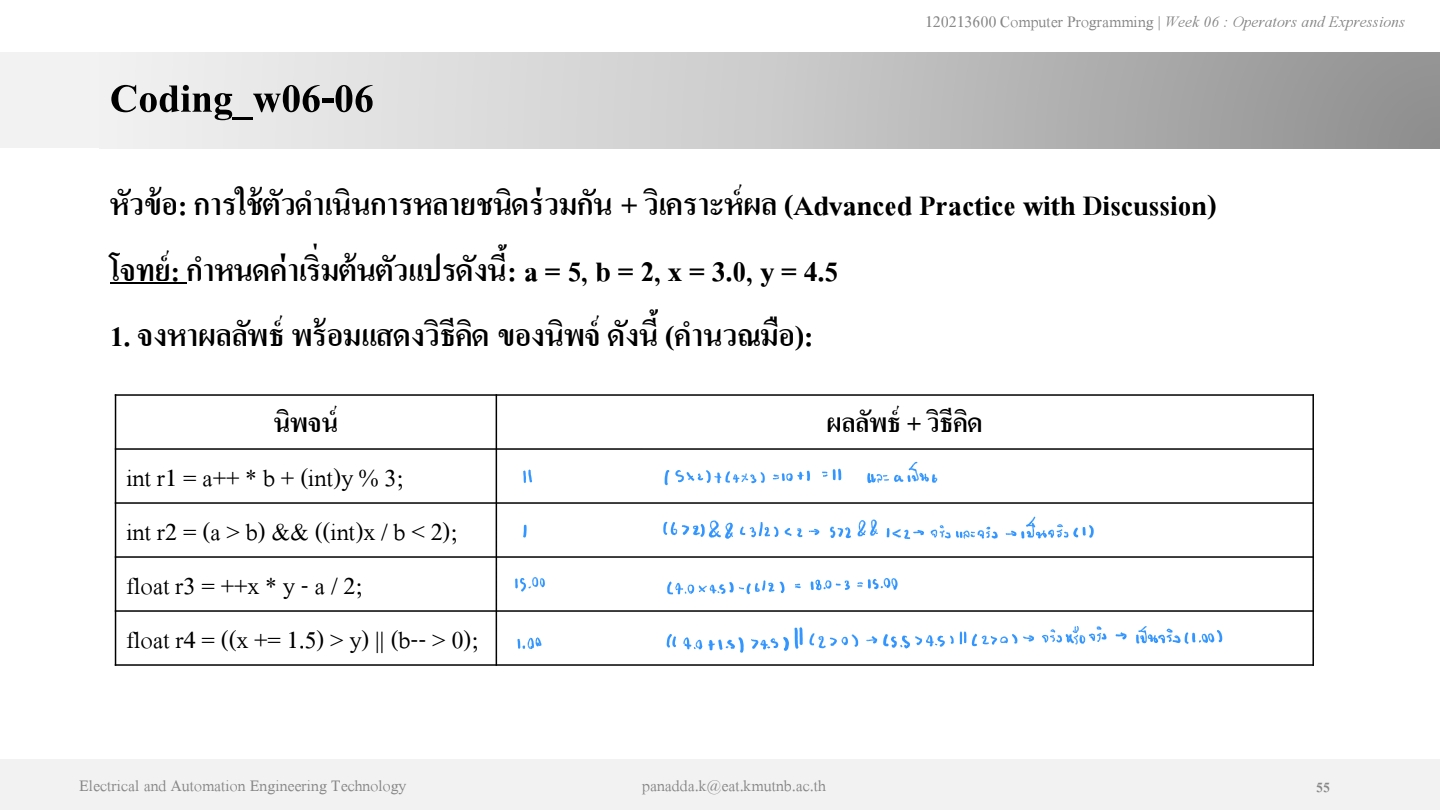 120213600 Computer Programming | Week 06 : Operators and Expressions
Coding_w06-06
หัวข้อ: การใช้ตัวดำเนินการหลายชนิดร่วมกัน + วิเคราะห์ผล (Advanced Practice with Discussion)
โจทย์: กำหนดค่าเริ่มต้นตัวแปรดังนี้: a = 5, b = 2, x = 3.0, y = 4.5
1. จงหาผลลัพธ์ พร้อมแสดงวิธีคิด ของนิพจ์ ดังนี้ (คำนวณมือ):
นิพจน์ ผลลัพธ์ + วิธีคิด
int r1 = a++ * b + (int)y % 3; 11 (5×2)+(4×3) =10+1 =11 และ a เป็น 6
int r2 = (a > b) && ((int)x / b < 2); 1 (6>2)&&(3/2)<2 → 5>2 && 1<2 → จริง และ จริง → เป็นจริง (1)
float r3 = ++x * y - a / 2; 15.00 (4.0×4.5)-(6/2) = 18.0-3 =15.00
float r4 = ((x += 1.5) > y) || (b-- > 0); 1.00 ((4.0+1.5)>4.5)||(2>0) → (5.5>4.5)||(2>0) → จริง หรือ จริง → เป็นจริง (1.00)
Electrical and Automation Engineering Technology panadda.k@eat.kmutnb.ac.th 55